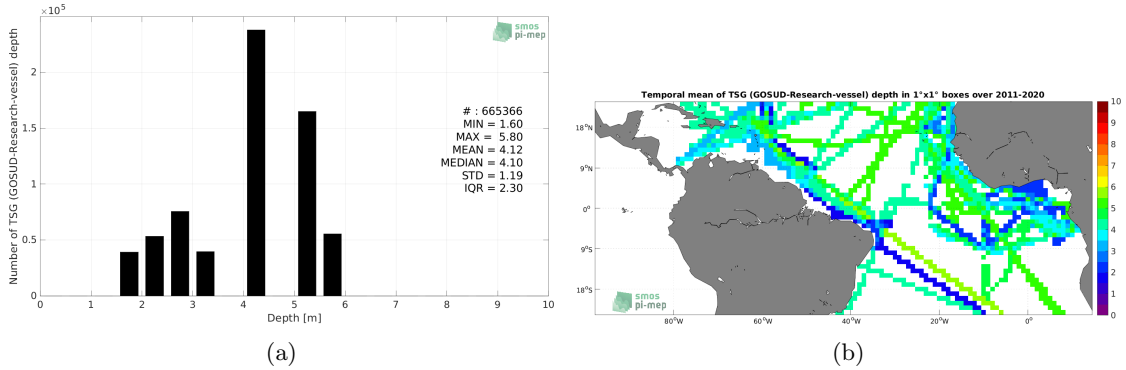 ×10⁵
smos
pi-mep
Number of TSG (GOSUD-Research-vessel) depth
2
1.5
1
0.5
0
# : 665366
MIN = 1.60
MAX = 5.80
MEAN = 4.12
MEDIAN = 4.10
STD = 1.19
IQR = 2.30
0 1 2 3 4 5 6 7 8 9 10
Depth [m]
(a)
Temporal mean of TSG (GOSUD-Research-vessel) depth in 1°x1° boxes over 2011-2020
18°N
9°N
0°
9°S
18°S
80°W 60°W 40°W 20°W 0°
smos
pi-mep
10
9
8
7
6
5
4
3
2
1
0
(b)